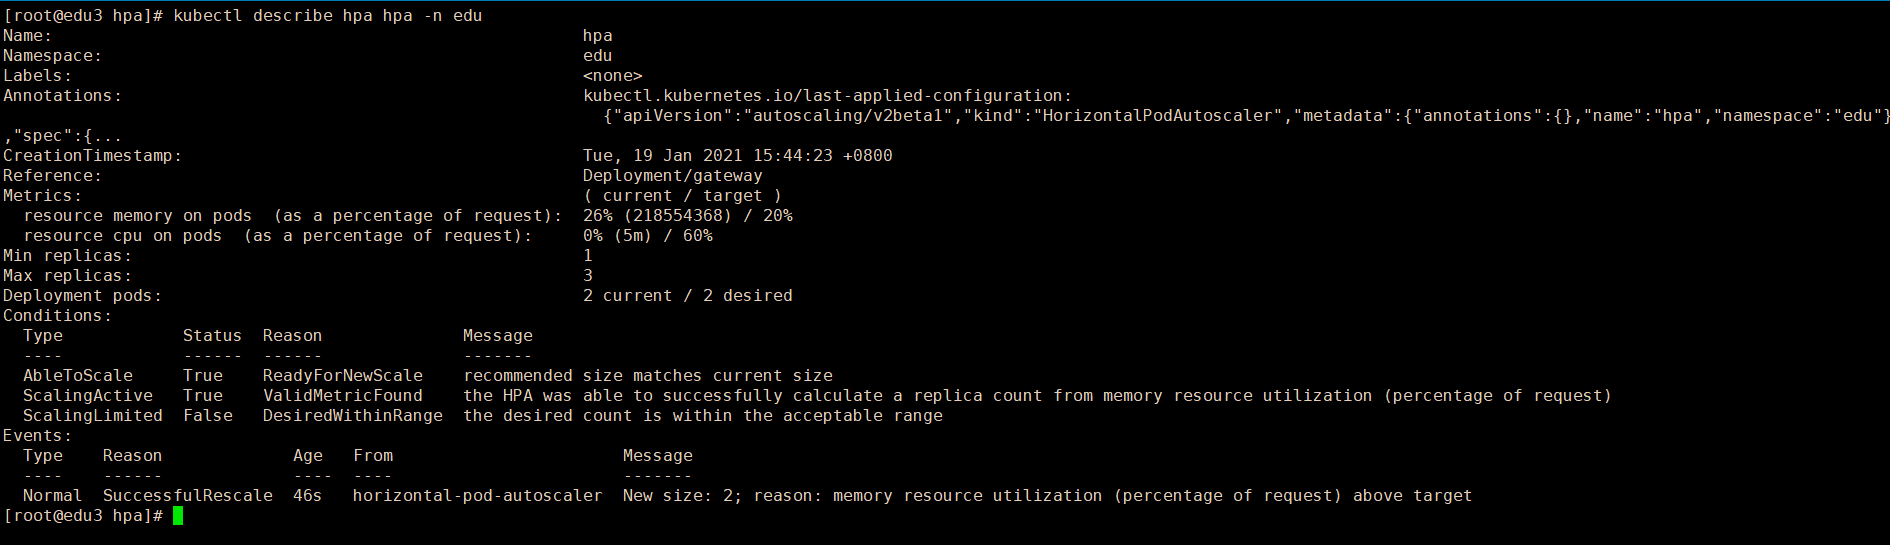 [root@edu3 hpa]# kubectl describe hpa hpa -n edu
Name:                                                     hpa
Namespace:                                                edu
Labels:                                                   <none>
Annotations:                                              kubectl.kubernetes.io/last-applied-configuration:
                                                            {"apiVersion":"autoscaling/v2beta1","kind":"HorizontalPodAutoscaler","metadata":{"annotations":{},"name":"hpa","namespace":"edu"}
,"spec":{...
CreationTimestamp:                                        Tue, 19 Jan 2021 15:44:23 +0800
Reference:                                                Deployment/gateway
Metrics:                                                  ( current / target )
  resource memory on pods  (as a percentage of request):  26% (218554368) / 20%
  resource cpu on pods  (as a percentage of request):     0% (5m) / 60%
Min replicas:                                             1
Max replicas:                                             3
Deployment pods:                                          2 current / 2 desired
Conditions:
  Type            Status  Reason              Message
  ----            ------  ------              -------
  AbleToScale     True    ReadyForNewScale    recommended size matches current size
  ScalingActive   True    ValidMetricFound    the HPA was able to successfully calculate a replica count from memory resource utilization (percentage of request)
  ScalingLimited  False   DesiredWithinRange  the desired count is within the acceptable range
Events:
  Type    Reason             Age   From                       Message
  ----    ------             ----  ----                       -------
  Normal  SuccessfulRescale  46s   horizontal-pod-autoscaler  New size: 2; reason: memory resource utilization (percentage of request) above target
[root@edu3 hpa]#